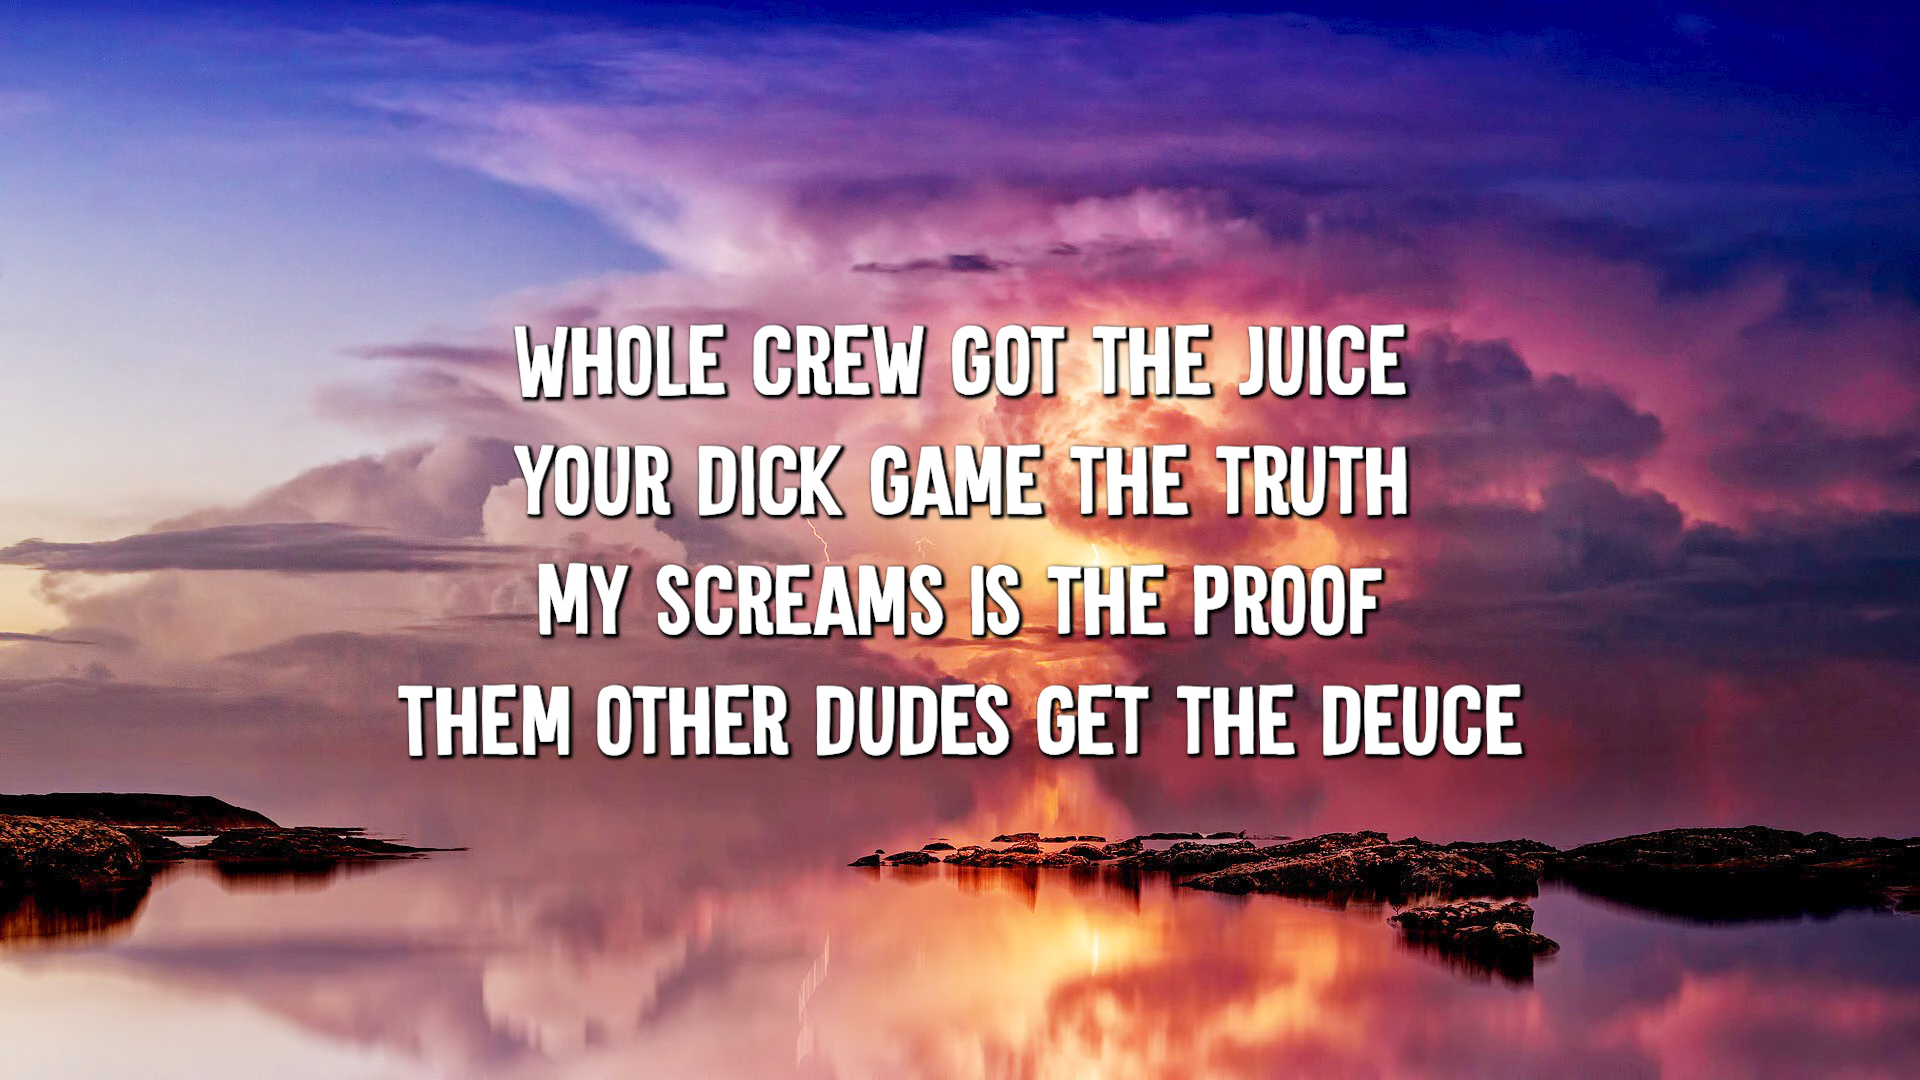 WHOLE CREW GOT THE JUICE
YOUR DICK GAME THE TRUTH
MY SCREAMS IS THE PROOF
THEM OTHER DUDES GET THE DEUCE